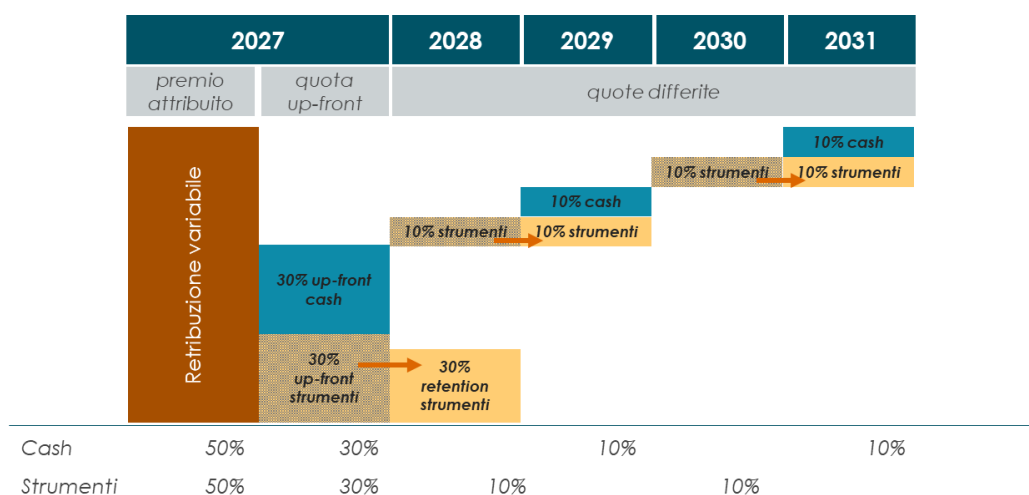 2027 2028 2029 2030 2031
premio attribuito
quota up-front
quote differite
10% cash
10% strumenti 10% strumenti
10% cash
10% strumenti 10% strumenti
Retribuzione variabile
30% up-front
cash
30%
up-front
strumenti
30%
retention
strumenti
Cash 50% 30% 10% 10%
Strumenti 50% 30% 10% 10%